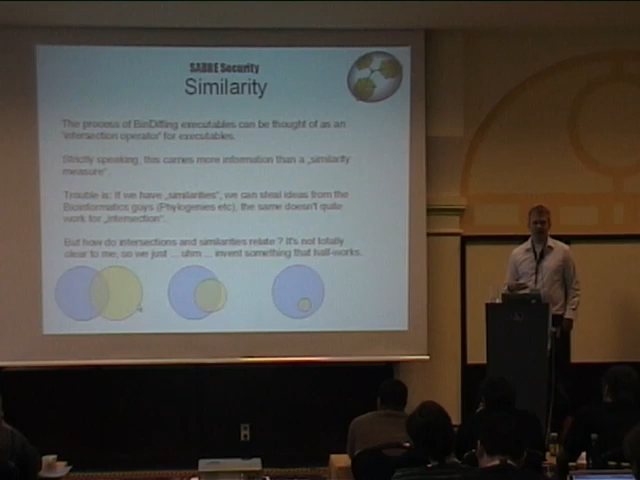 SABRE Security
Similarity
The process of BinDiffing executables can be thought of as an
'intersection operator' for executables.
Strictly speaking, this carries more information than a „similarity
measure“.
Trouble is: If we have „similarities“, we can steal ideas from the
Bioinformatics guys (Phylogenies etc), the same doesn't quite
work for „intersection“.
But how do intersections and similarities relate ? It's not totally
clear to me, so we just ... uhm ... invent something that half-works.